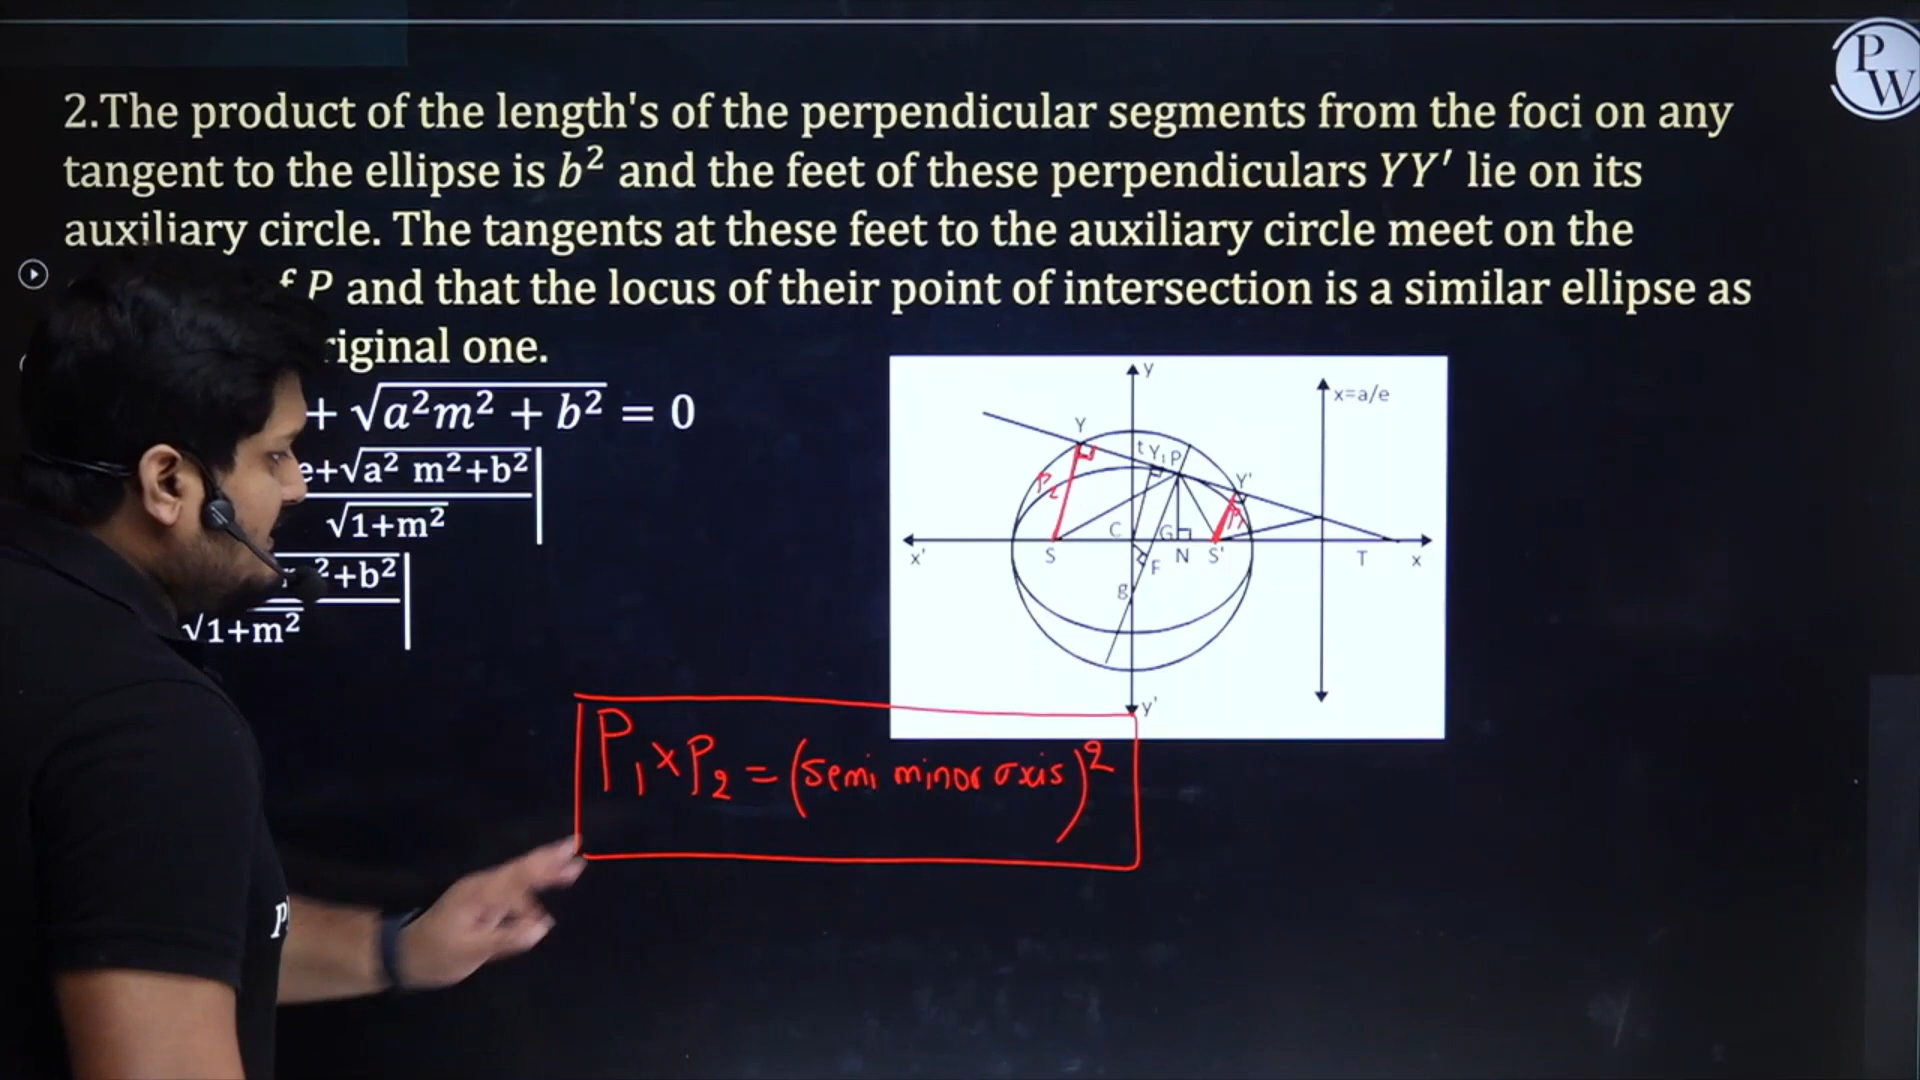 P
W
2.The product of the length's of the perpendicular segments from the foci on any
tangent to the ellipse is b² and the feet of these perpendiculars YY′ lie on its
auxiliary circle. The tangents at these feet to the auxiliary circle meet on the
P and that the locus of their point of intersection is a similar ellipse as
riginal one.
+ √a²m² + b² = 0
e+√a² m²+b²
√1+m²
²+b²
√1+m²
y
x=a/e
Y
t Y₁ P
Y'
P₂
P₁
C
G
x'
S
F
N
S'
T
x
g
y'
P₁ × P₂ = (semi minor axis)²
P